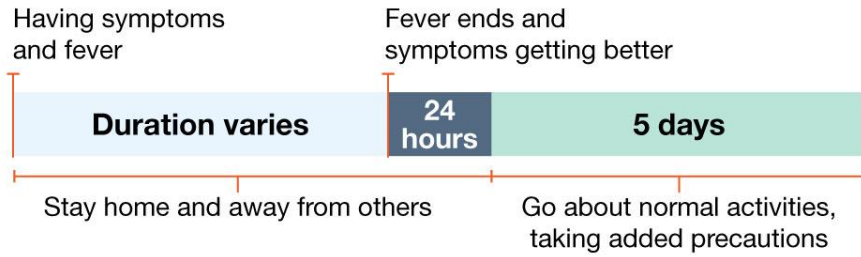 Having symptoms
and fever
Fever ends and
symptoms getting better
Duration varies
24
hours
5 days
Stay home and away from others
Go about normal activities,
taking added precautions